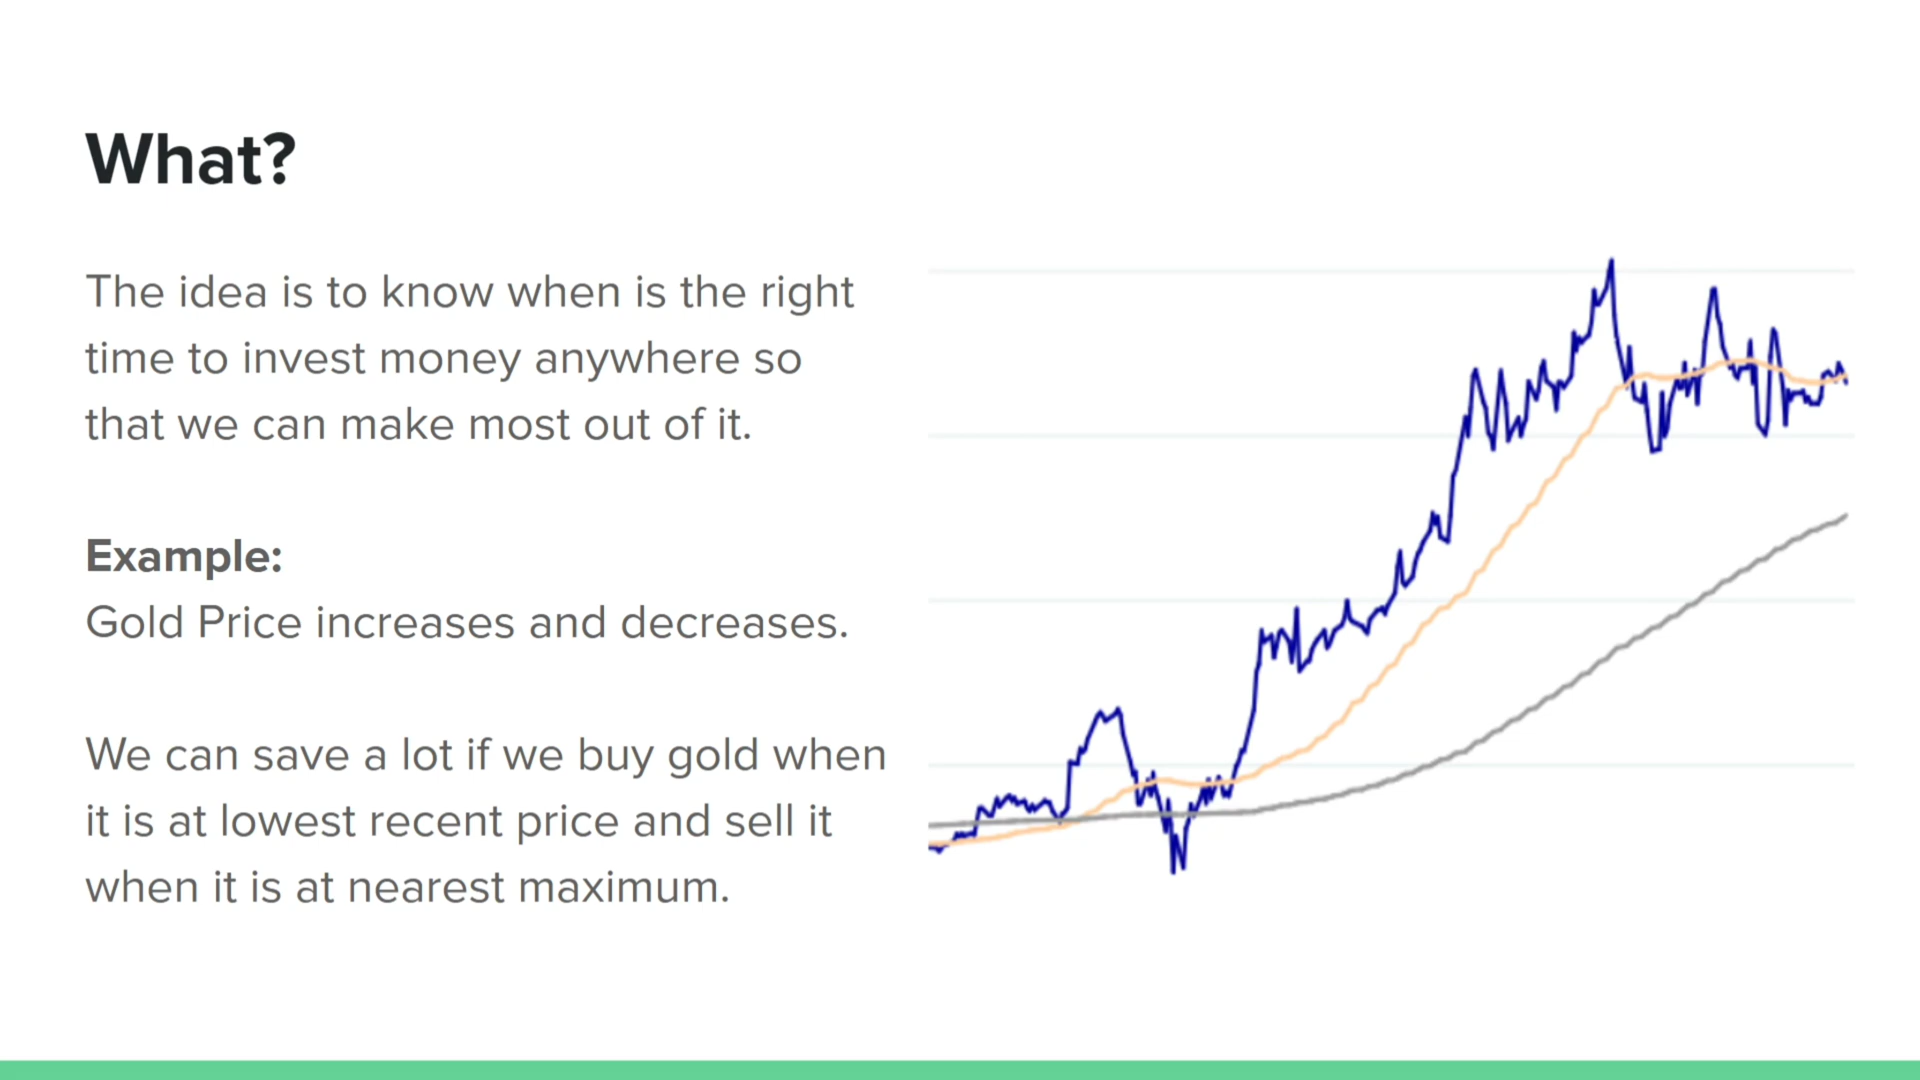 What?
The idea is to know when is the right
time to invest money anywhere so
that we can make most out of it.
Example:
Gold Price increases and decreases.
We can save a lot if we buy gold when
it is at lowest recent price and sell it
when it is at nearest maximum.